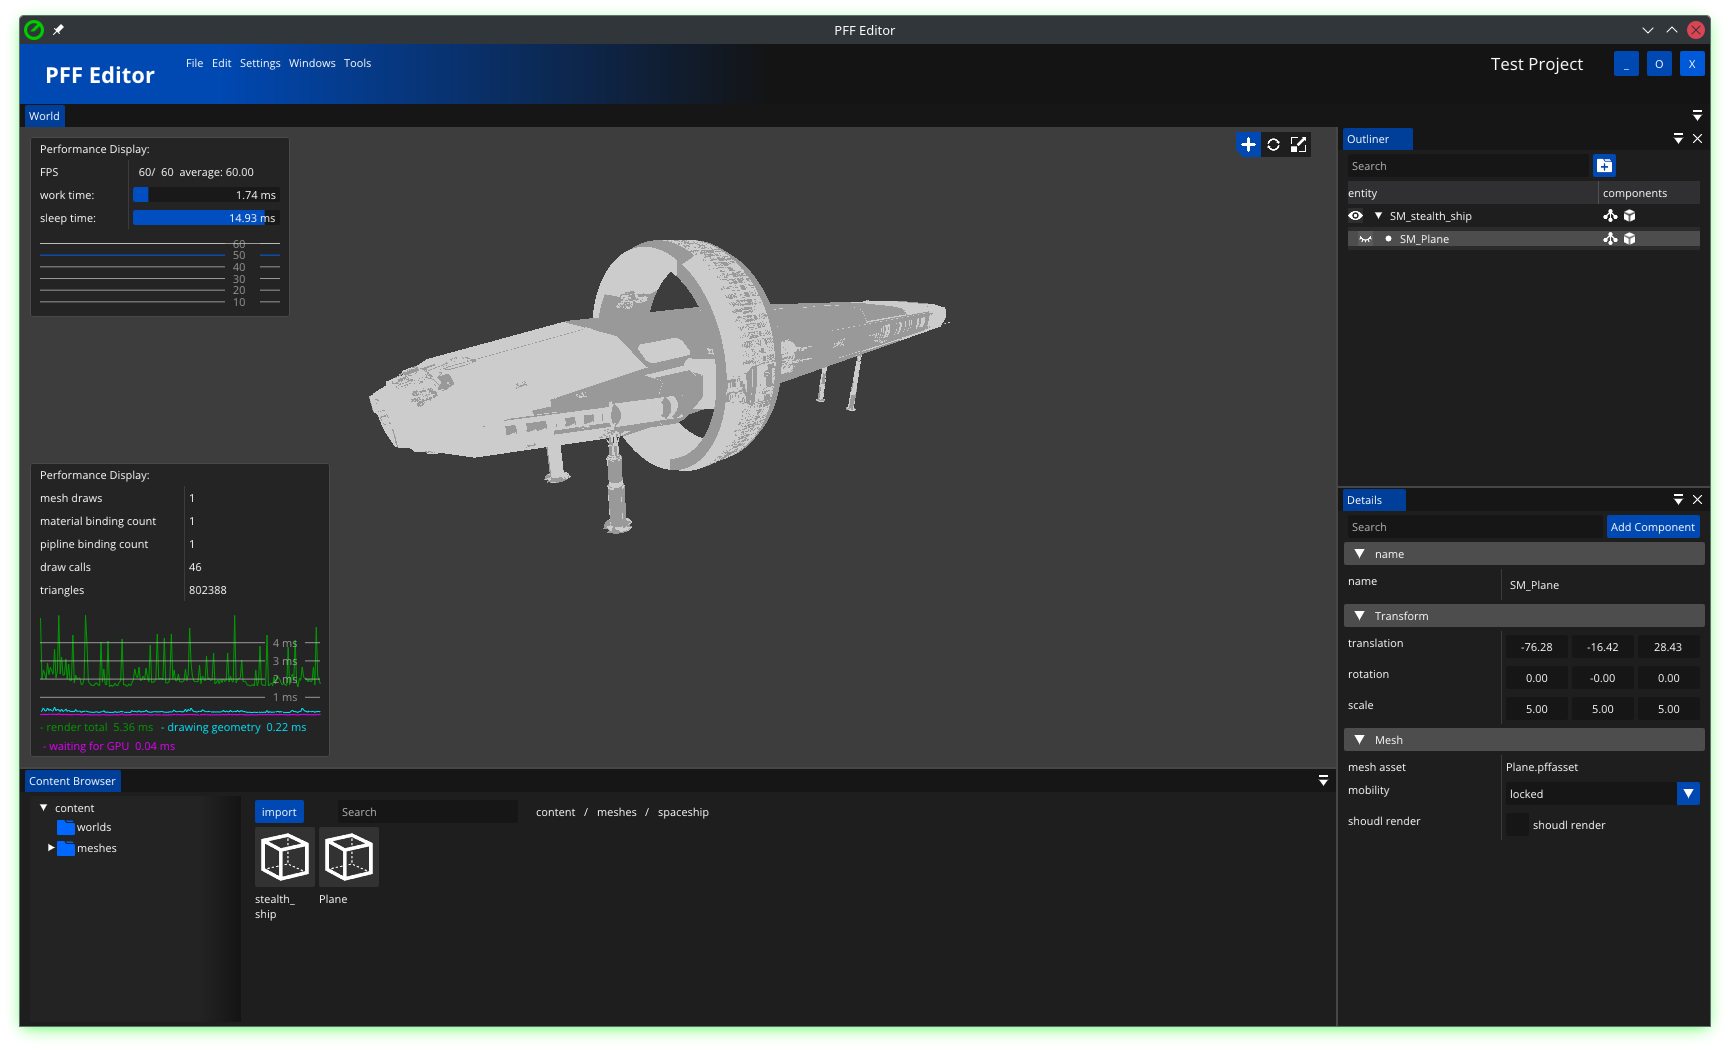 PFF Editor
PFF Editor
File Edit Settings Windows Tools
Test Project
_ O X
World
Performance Display:
FPS 60/ 60 average: 60.00
work time: 1.74 ms
sleep time: 14.93 ms
60
50
40
30
20
10
Performance Display:
mesh draws 1
material binding count 1
pipline binding count 1
draw calls 46
triangles 802388
4 ms
3 ms
2 ms
1 ms
- render total 5.36 ms - drawing geometry 0.22 ms
- waiting for GPU 0.04 ms
Outliner
Search
entity components
SM_stealth_ship
SM_Plane
Details
Search Add Component
name
name SM_Plane
Transform
translation -76.28 -16.42 28.43
rotation 0.00 -0.00 0.00
scale 5.00 5.00 5.00
Mesh
mesh asset Plane.pffasset
mobility locked
shoudl render shoudl render
Content Browser
content
worlds
meshes
import Search content / meshes / spaceship
stealth_
ship
Plane